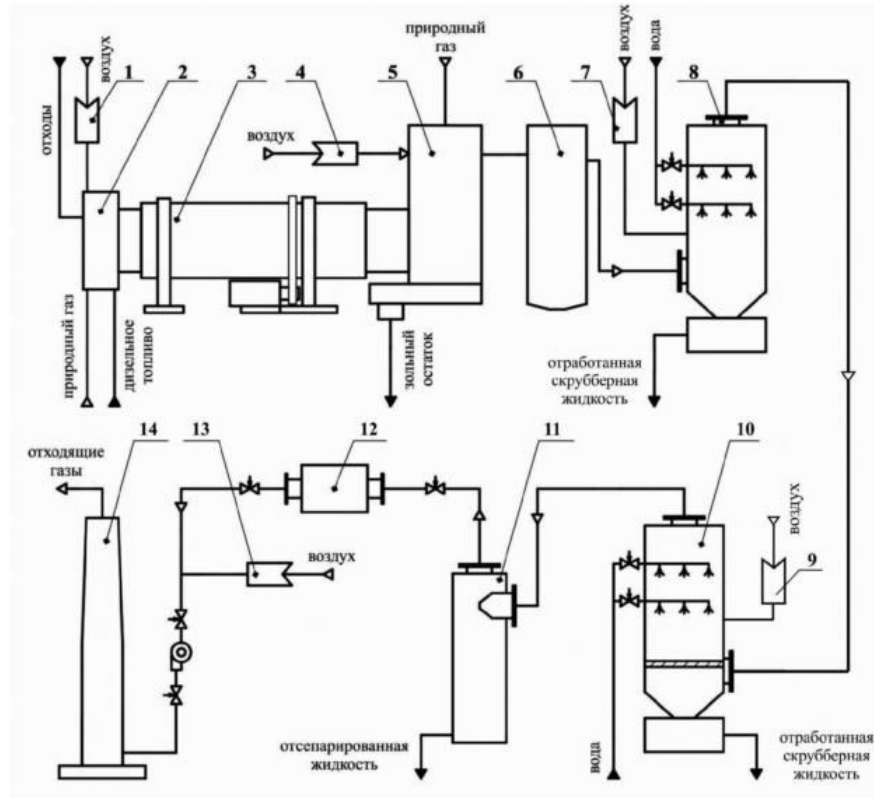 природный
газ
воздух
отходы
1
2
3
4
5
6
7
воздух
вода
8
воздух
природный газ
дизельное
топливо
зольный
остаток
отработанная
скрубберная
жидкость
14
13
12
11
10
отходящие
газы
воздух
воздух
9
отсепарированная
жидкость
вода
отработанная
скрубберная
жидкость